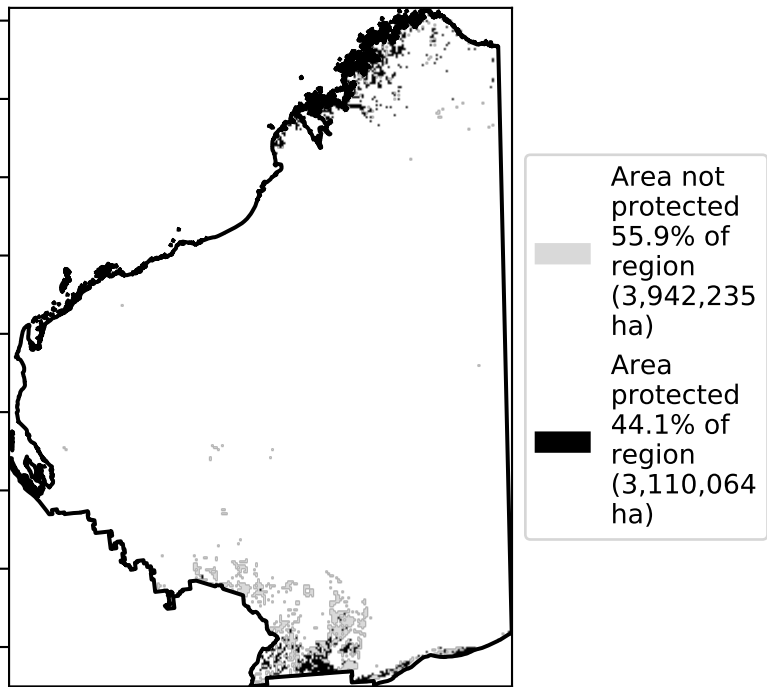 Area not
protected
55.9% of
region
(3,942,235
ha)
Area
protected
44.1% of
region
(3,110,064
ha)